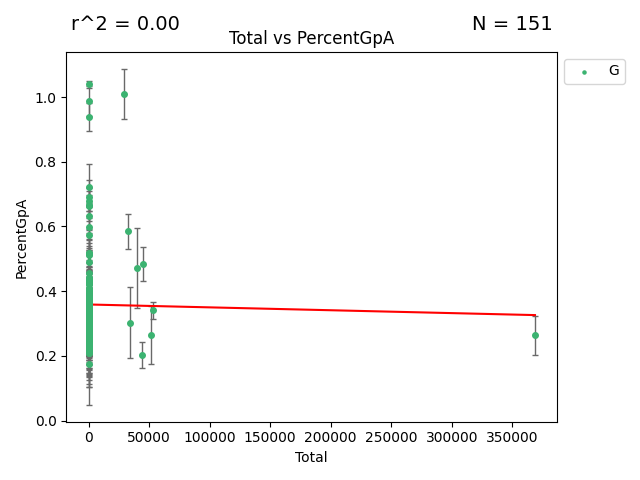 r^2 = 0.00
N = 151
Total vs PercentGpA
G
PercentGpA
1.0
0.8
0.6
0.4
0.2
0.0
0
50000
100000
150000
200000
250000
300000
350000
Total